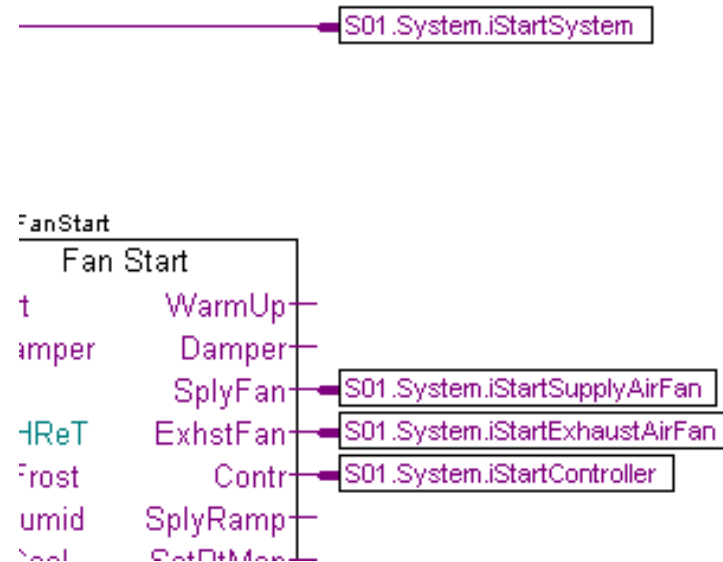 S01.System.iStartSystem
FanStart
Fan Start
t WarmUp
amper Damper
SplyFan S01.System.iStartSupplyAirFan
HReT ExhstFan S01.System.iStartExhaustAirFan
Frost Contr S01.System.iStartController
umid SplyRamp